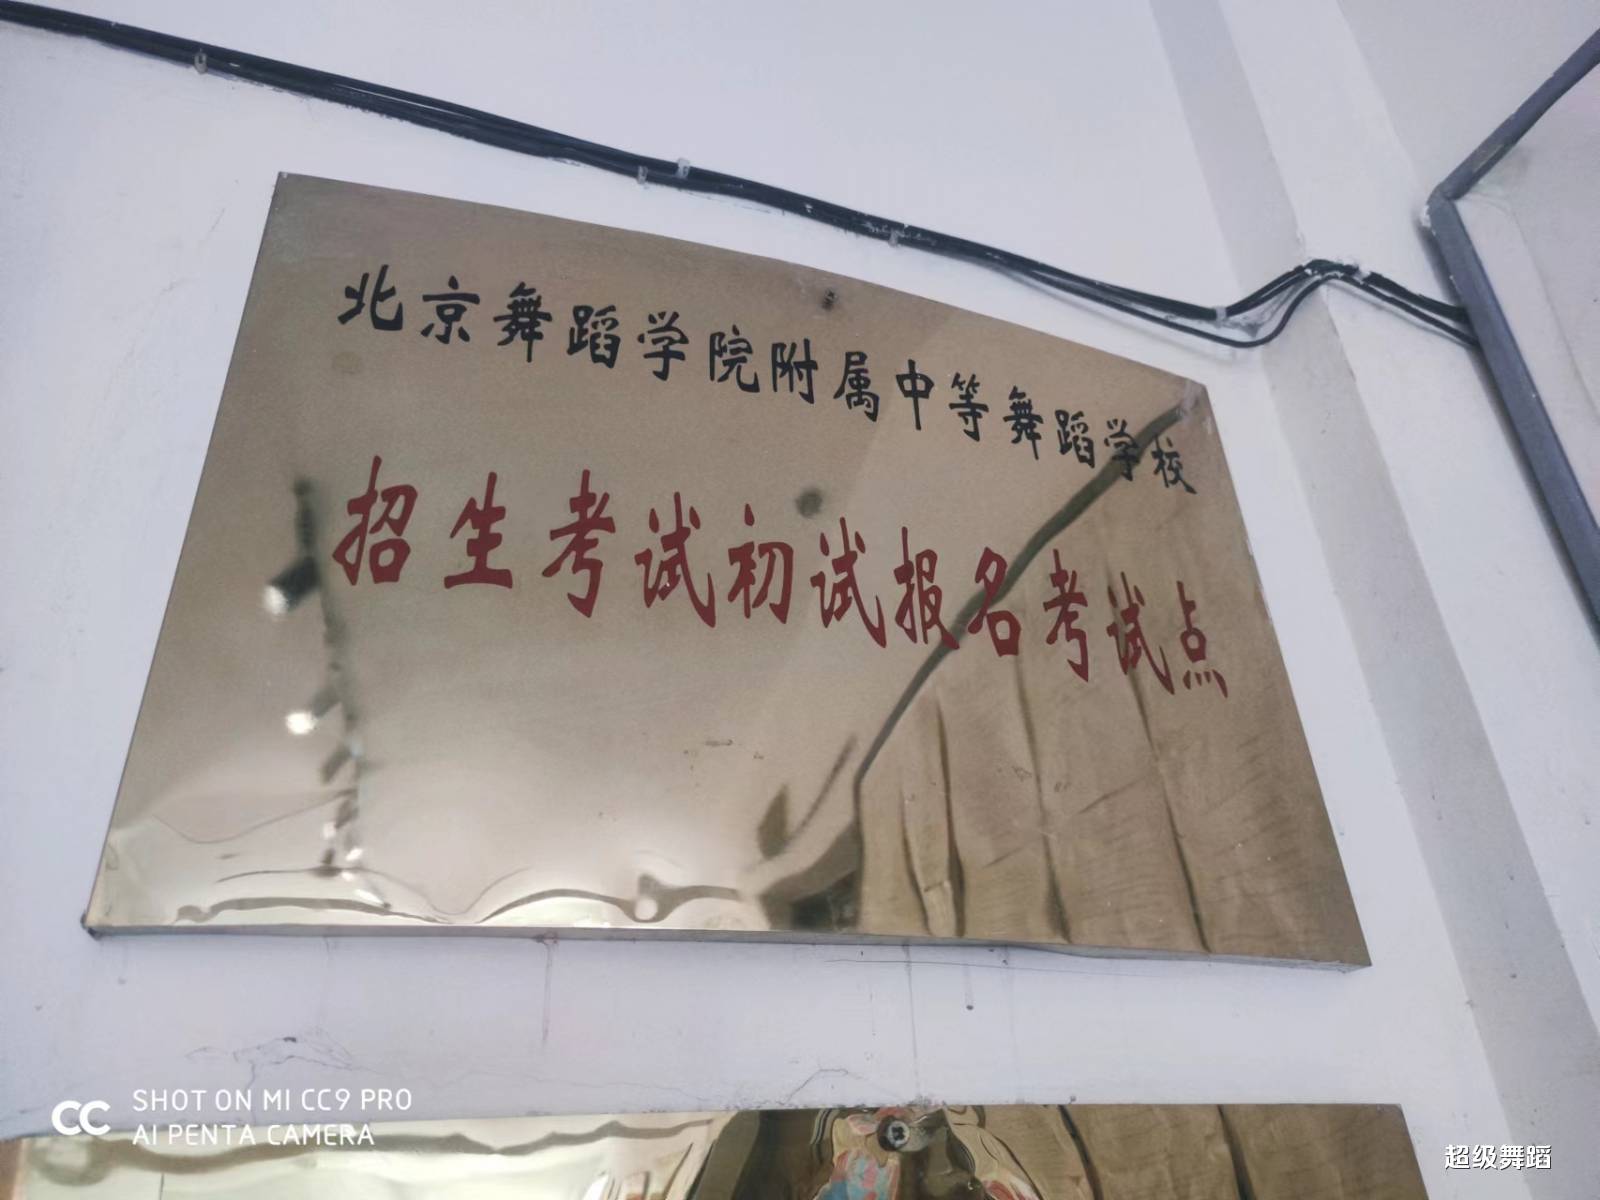 北京舞蹈学院附属中等舞蹈学校
招生考试初试报名考试点
CC SHOT ON MI CC9 PRO
AI PENTA CAMERA
超级舞蹈